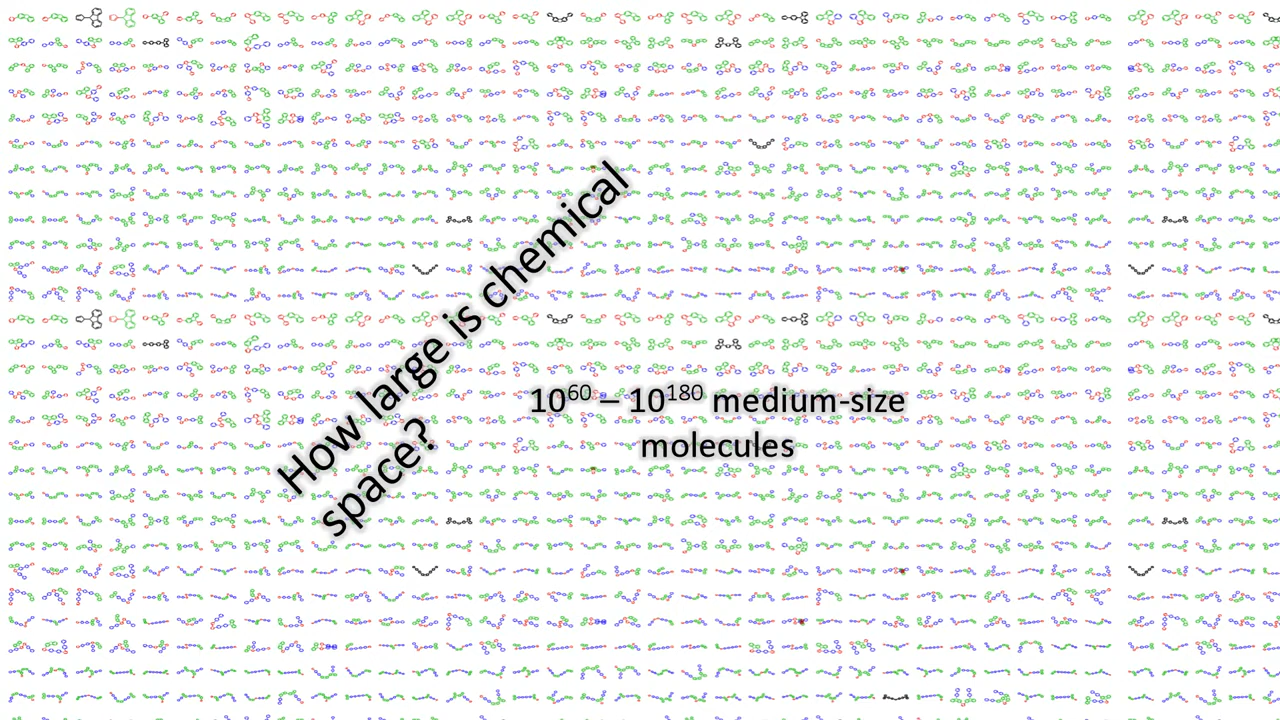 How large is chemical
space?
10⁶⁰ – 10¹⁸⁰ medium-size
molecules